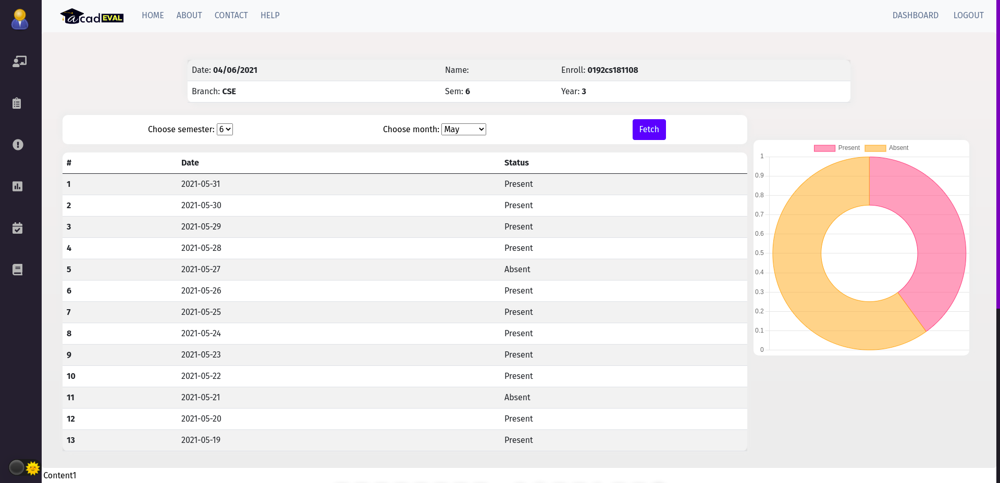 acad EVAL HOME ABOUT CONTACT HELP DASHBOARD LOGOUT
Date: 04/06/2021 Name: Enroll: 0192cs181108
Branch: CSE Sem: 6 Year: 3
Choose semester: 6 Choose month: May Fetch
# Date Status
1 2021-05-31 Present
2 2021-05-30 Present
3 2021-05-29 Present
4 2021-05-28 Present
5 2021-05-27 Absent
6 2021-05-26 Present
7 2021-05-25 Present
8 2021-05-24 Present
9 2021-05-23 Present
10 2021-05-22 Present
11 2021-05-21 Absent
12 2021-05-20 Present
13 2021-05-19 Present
Present Absent
1
0.9
0.8
0.7
0.6
0.5
0.4
0.3
0.2
0.1
0
Content1